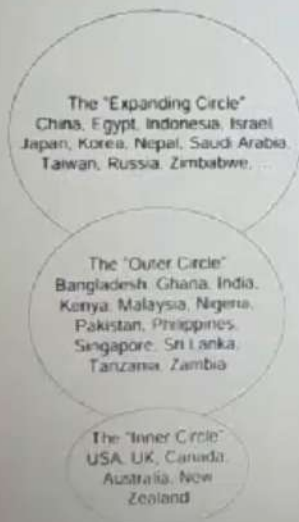 The "Expanding Circle"
China, Egypt, Indonesia, Israel,
Japan, Korea, Nepal, Saudi Arabia,
Taiwan, Russia, Zimbabwe, ...
The "Outer Circle"
Bangladesh, Ghana, India,
Kenya, Malaysia, Nigeria,
Pakistan, Philippines,
Singapore, Sri Lanka,
Tanzania, Zambia
The "Inner Circle"
USA, UK, Canada,
Australia, New
Zealand